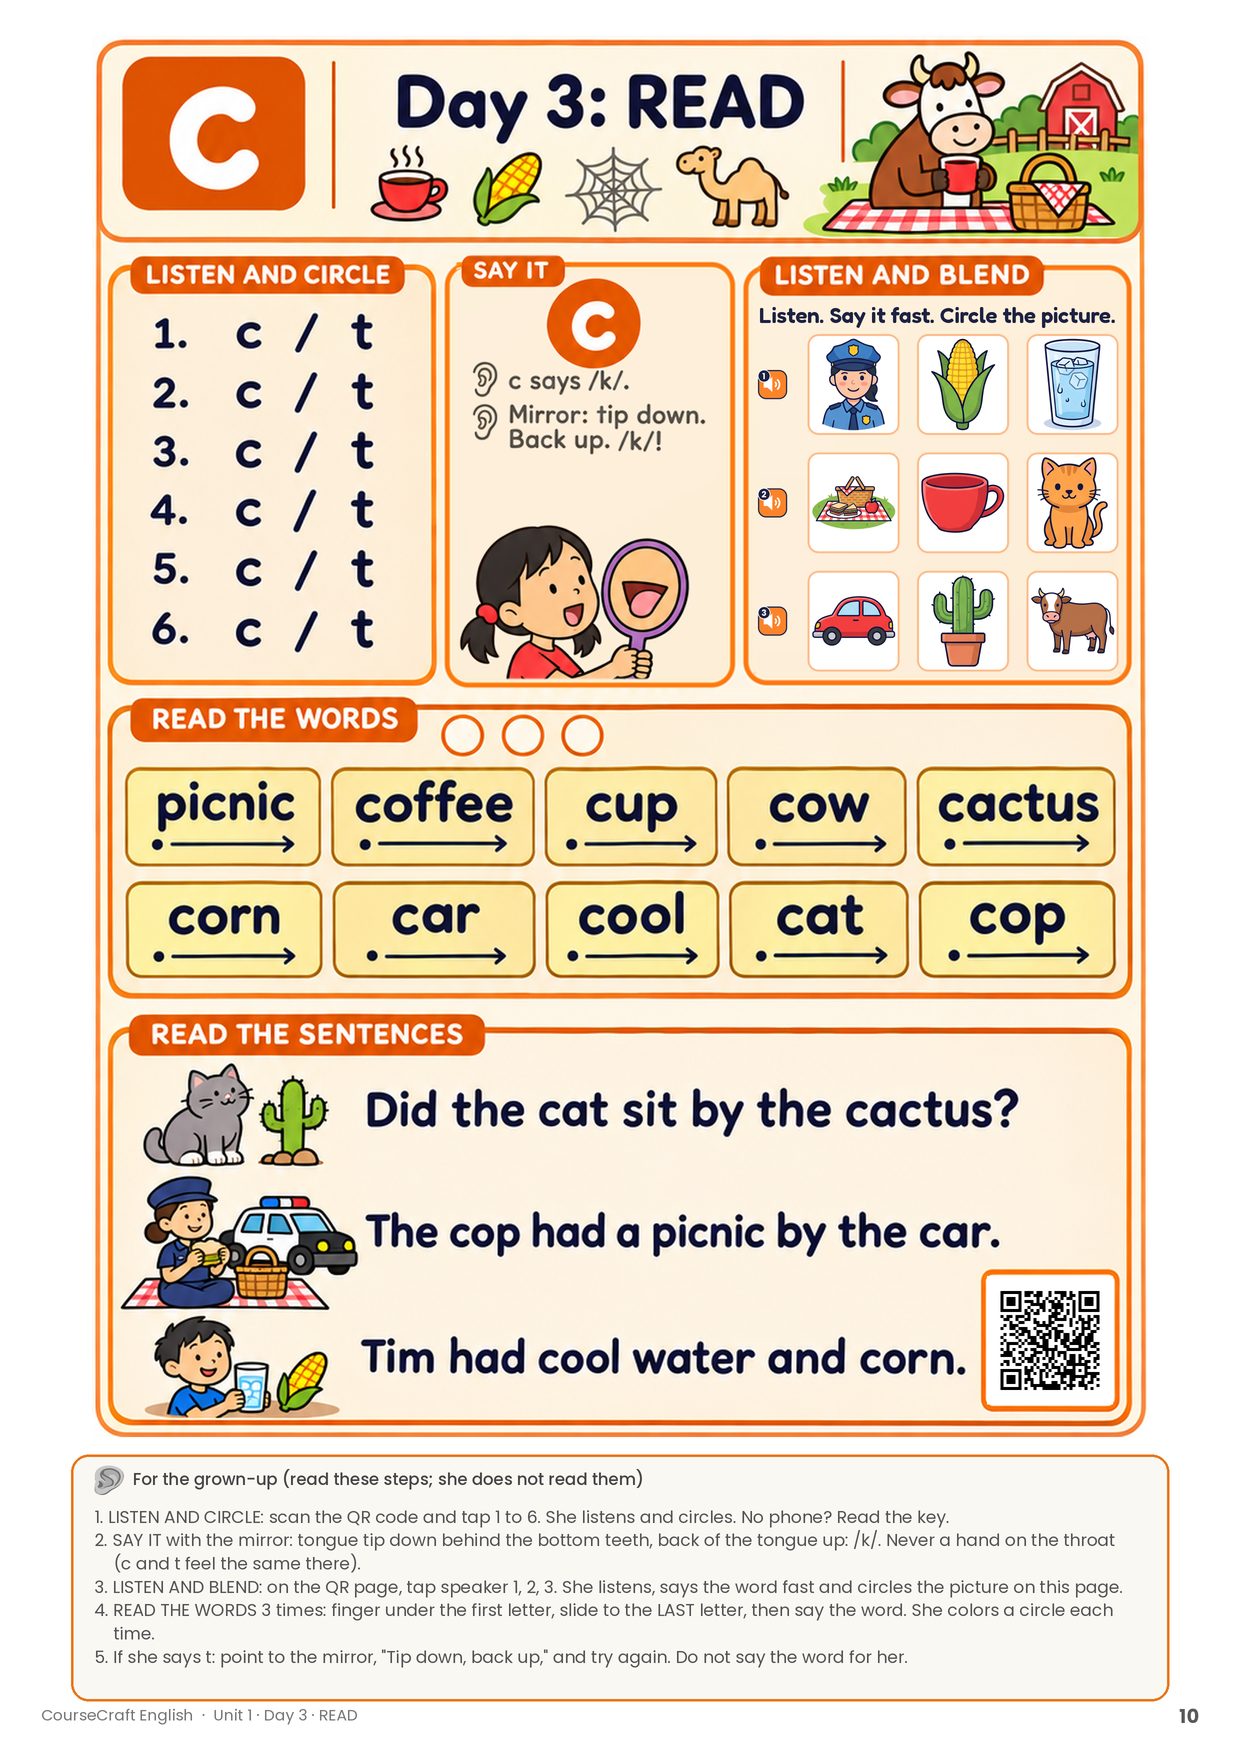 c
Day 3: READ
LISTEN AND CIRCLE
1. c / t
2. c / t
3. c / t
4. c / t
5. c / t
6. c / t
SAY IT
c
c says /k/.
Mirror: tip down.
Back up. /k/!
LISTEN AND BLEND
Listen. Say it fast. Circle the picture.
1
2
3
READ THE WORDS
picnic coffee cup cow cactus
corn car cool cat cop
READ THE SENTENCES
Did the cat sit by the cactus?
The cop had a picnic by the car.
Tim had cool water and corn.
For the grown-up (read these steps; she does not read them)
1. LISTEN AND CIRCLE: scan the QR code and tap 1 to 6. She listens and circles. No phone? Read the key.
2. SAY IT with the mirror: tongue tip down behind the bottom teeth, back of the tongue up: /k/. Never a hand on the throat
(c and t feel the same there).
3. LISTEN AND BLEND: on the QR page, tap speaker 1, 2, 3. She listens, says the word fast and circles the picture on this page.
4. READ THE WORDS 3 times: finger under the first letter, slide to the LAST letter, then say the word. She colors a circle each
time.
5. If she says t: point to the mirror, "Tip down, back up," and try again. Do not say the word for her.
CourseCraft English · Unit 1 · Day 3 · READ
10